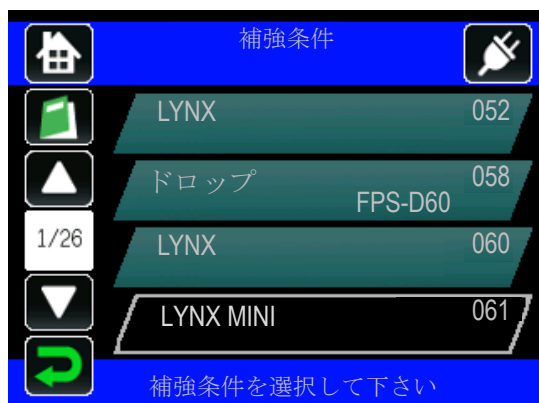 補強条件
LYNX 052
ドロップ 058
FPS-D60
1/26
LYNX 060
LYNX MINI 061
補強条件を選択して下さい